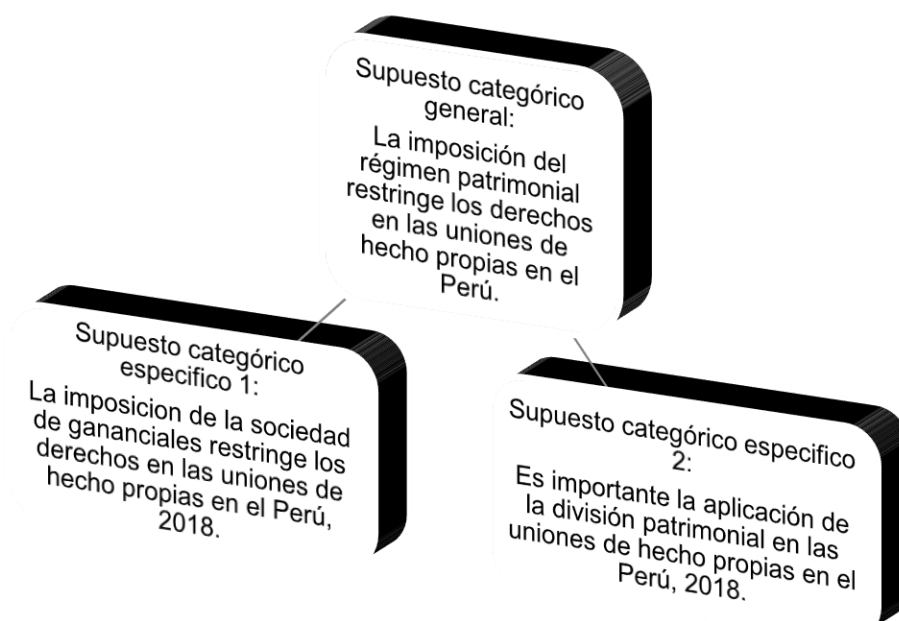 Supuesto categórico
general:
La imposición del
régimen patrimonial
restringe los derechos
en las uniones de
hecho propias en el
Perú.
Supuesto categórico
especifico 1:
La imposicion de la sociedad
de gananciales restringe los
derechos en las uniones de
hecho propias en el Perú,
2018.
Supuesto categórico especifico
2:
Es importante la aplicación de
la división patrimonial en las
uniones de hecho propias en el
Perú, 2018.